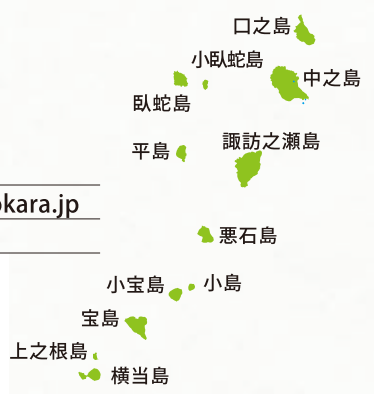 口之島
小臥蛇島
中之島
臥蛇島
諏訪之瀬島
平島
okara.jp
悪石島
小宝島
小島
宝島
上之根島
横当島